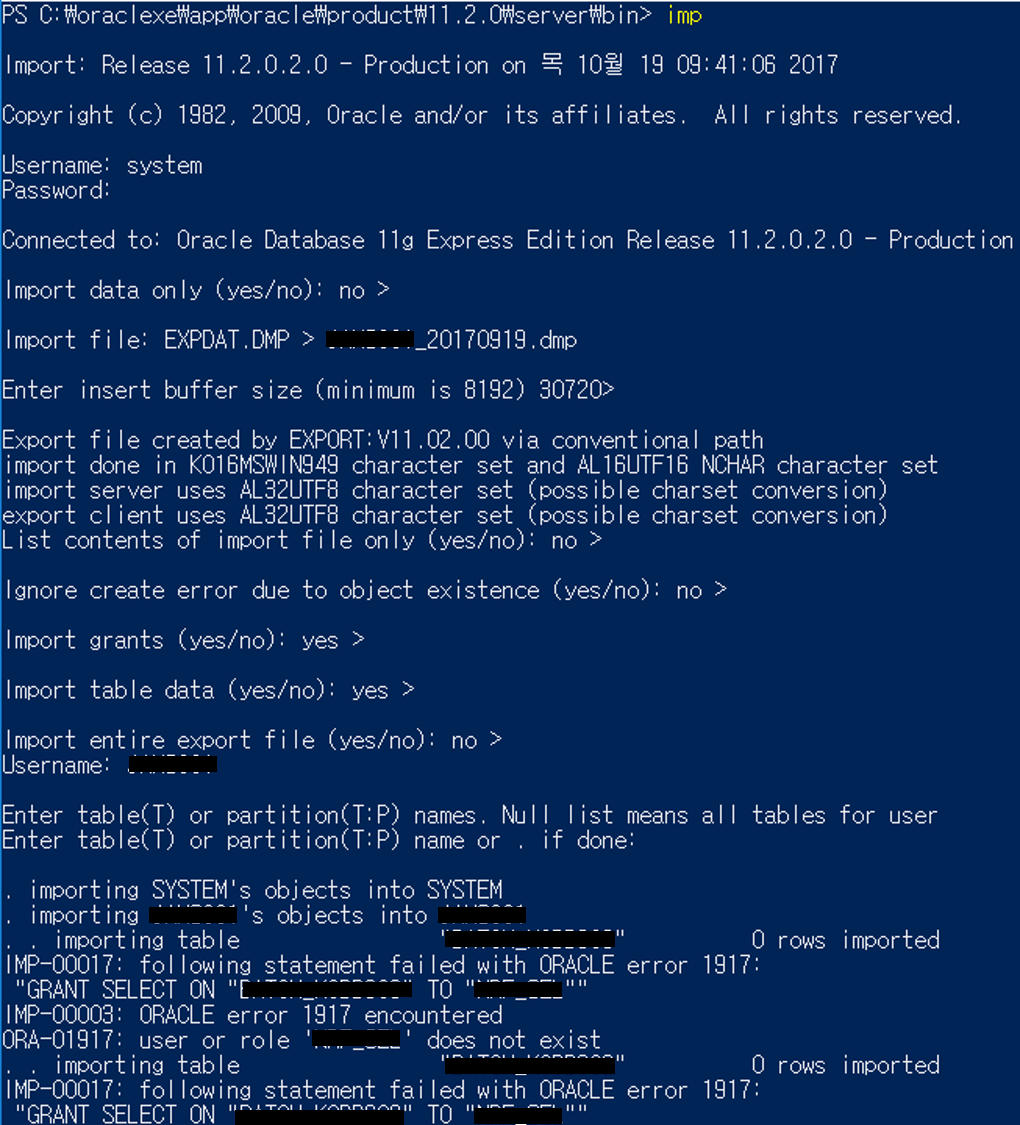 PS C:₩oraclexe₩app₩oracle₩product₩11.2.0₩server₩bin> imp
Import: Release 11.2.0.2.0 - Production on 목 10월 19 09:41:06 2017
Copyright (c) 1982, 2009, Oracle and/or its affiliates.  All rights reserved.
Username: system
Password:
Connected to: Oracle Database 11g Express Edition Release 11.2.0.2.0 - Production
Import data only (yes/no): no >
Import file: EXPDAT.DMP > _20170919.dmp
Enter insert buffer size (minimum is 8192) 30720>
Export file created by EXPORT:V11.02.00 via conventional path
import done in KO16MSWIN949 character set and AL16UTF16 NCHAR character set
import server uses AL32UTF8 character set (possible charset conversion)
export client uses AL32UTF8 character set (possible charset conversion)
List contents of import file only (yes/no): no >
Ignore create error due to object existence (yes/no): no >
Import grants (yes/no): yes >
Import table data (yes/no): yes >
Import entire export file (yes/no): no >
Username:
Enter table(T) or partition(T:P) names. Null list means all tables for user
Enter table(T) or partition(T:P) name or . if done:
. importing SYSTEM's objects into SYSTEM
. importing 's objects into
. . importing table "" 0 rows imported
IMP-00017: following statement failed with ORACLE error 1917:
"GRANT SELECT ON "" TO """
IMP-00003: ORACLE error 1917 encountered
ORA-01917: user or role '' does not exist
. . importing table "" 0 rows imported
IMP-00017: following statement failed with ORACLE error 1917:
"GRANT SELECT ON "" TO """